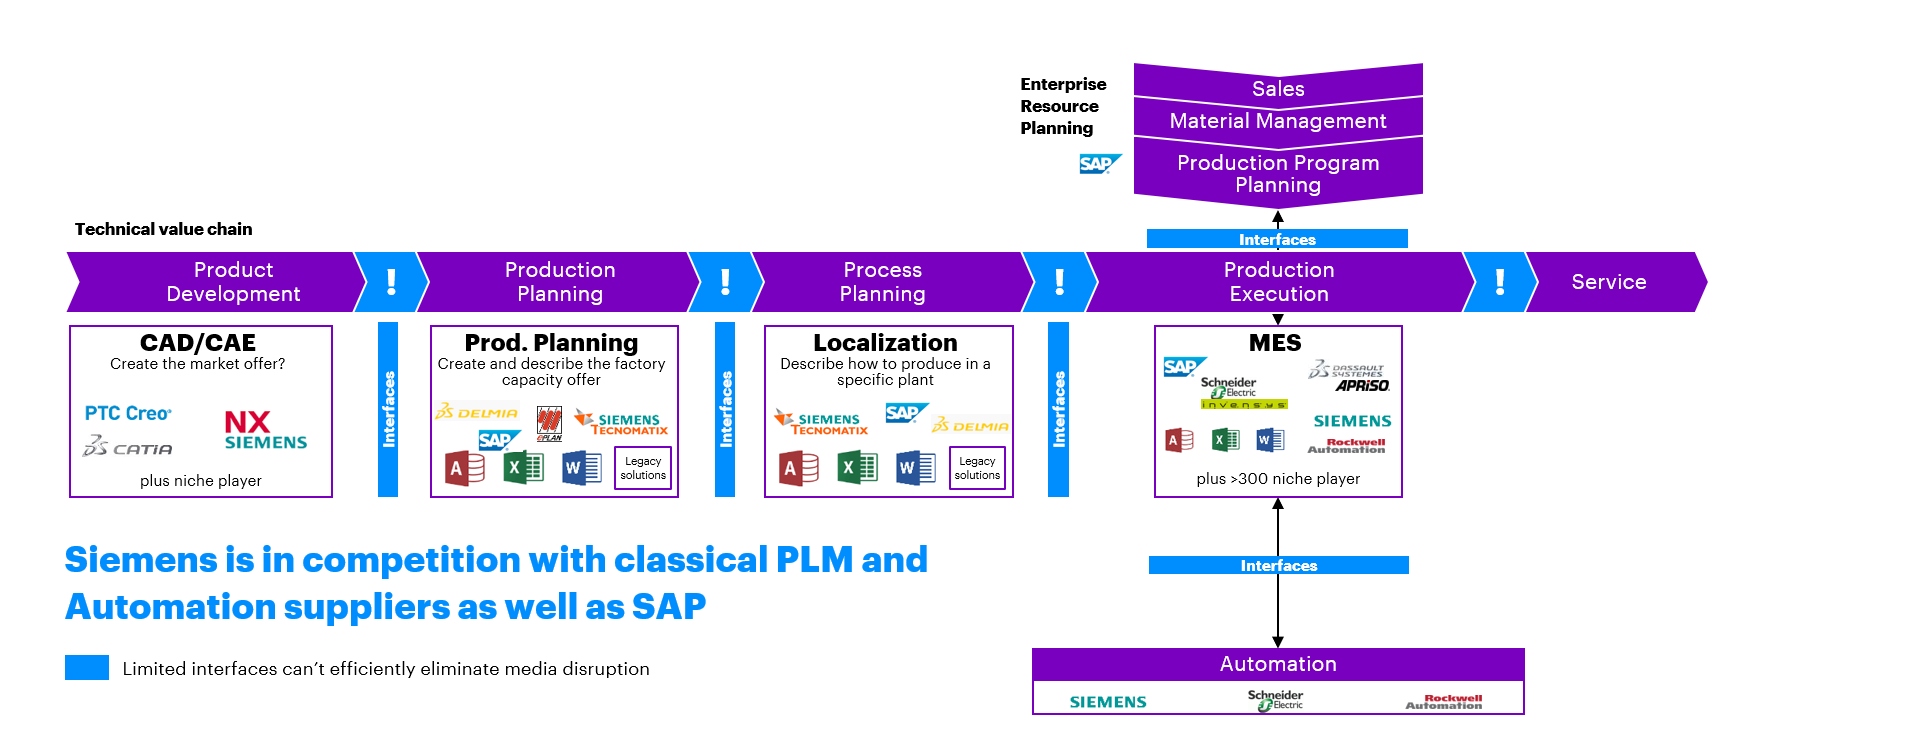 Enterprise
Resource
Planning
SAP
Sales
Material Management
Production Program
Planning
Interfaces
Technical value chain
Product
Development
!
Production
Planning
!
Process
Planning
!
Production
Execution
!
Service
CAD/CAE
Create the market offer?
PTC Creo
NX
SIEMENS
CATIA
plus niche player
Interfaces
Prod. Planning
Create and describe the factory
capacity offer
DELMIA
EPLAN
SIEMENS
TECNOMATIX
SAP
A
X
W
Legacy
solutions
Interfaces
Localization
Describe how to produce in a
specific plant
SIEMENS
TECNOMATIX
SAP
DELMIA
A
X
W
Legacy
solutions
Interfaces
MES
SAP
Schneider
Electric
invensys
DASSAULT
SYSTEMES
APRISO
SIEMENS
A
X
W
Rockwell
Automation
plus >300 niche player
Interfaces
Siemens is in competition with classical PLM and
Automation suppliers as well as SAP
Limited interfaces can’t efficiently eliminate media disruption
Automation
SIEMENS
Schneider
Electric
Rockwell
Automation